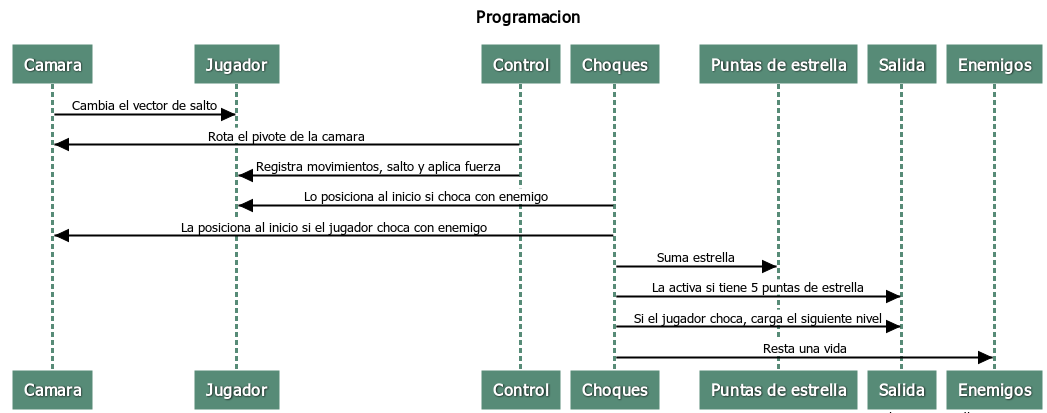 Programacion
Camara
Jugador
Control
Choques
Puntas de estrella
Salida
Enemigos
Cambia el vector de salto
Rota el pivote de la camara
Registra movimientos, salto y aplica fuerza
Lo posiciona al inicio si choca con enemigo
La posiciona al inicio si el jugador choca con enemigo
Suma estrella
La activa si tiene 5 puntas de estrella
Si el jugador choca, carga el siguiente nivel
Resta una vida
Camara
Jugador
Control
Choques
Puntas de estrella
Salida
Enemigos